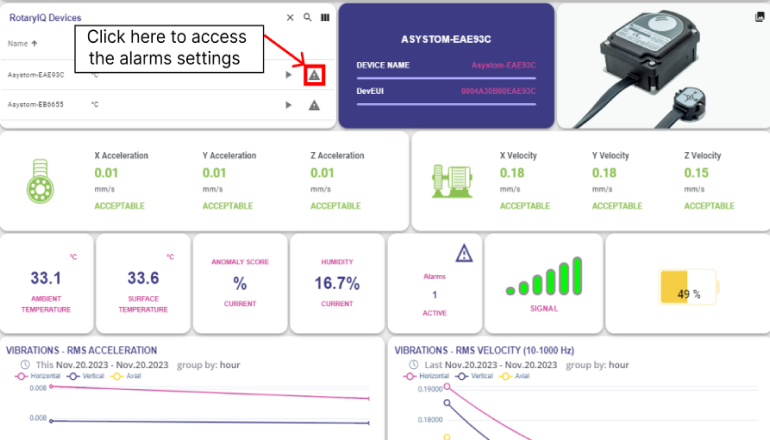 RotaryIQ Devices
Click here to access
the alarms settings
Name
Asystom-EAE93C °C
Asystom-EB6655 °C
ASYSTOM-EAE93C
DEVICE NAME Asystom-EAE93C
DevEUI 0004A30B00EAE93C
X Acceleration Y Acceleration Z Acceleration
0.01 0.01 0.01
mm/s mm/s mm/s
ACCEPTABLE ACCEPTABLE ACCEPTABLE
X Velocity Y Velocity Z Velocity
0.18 0.18 0.15
mm/s mm/s mm/s
ACCEPTABLE ACCEPTABLE ACCEPTABLE
°C
33.1
AMBIENT
TEMPERATURE
°C
33.6
SURFACE
TEMPERATURE
ANOMALY SCORE
%
CURRENT
HUMIDITY
16.7%
CURRENT
Alarms
1
ACTIVE
SIGNAL
49 %
VIBRATIONS - RMS ACCELERATION
This Nov.20.2023 - Nov.20.2023 group by: hour
Horizontal Vertical Axial
0.008
0.008
VIBRATIONS - RMS VELOCITY (10-1000 Hz)
Last Nov.20.2023 - Nov.20.2023 group by: hour
Horizontal Vertical Axial
0.19000
0.18000